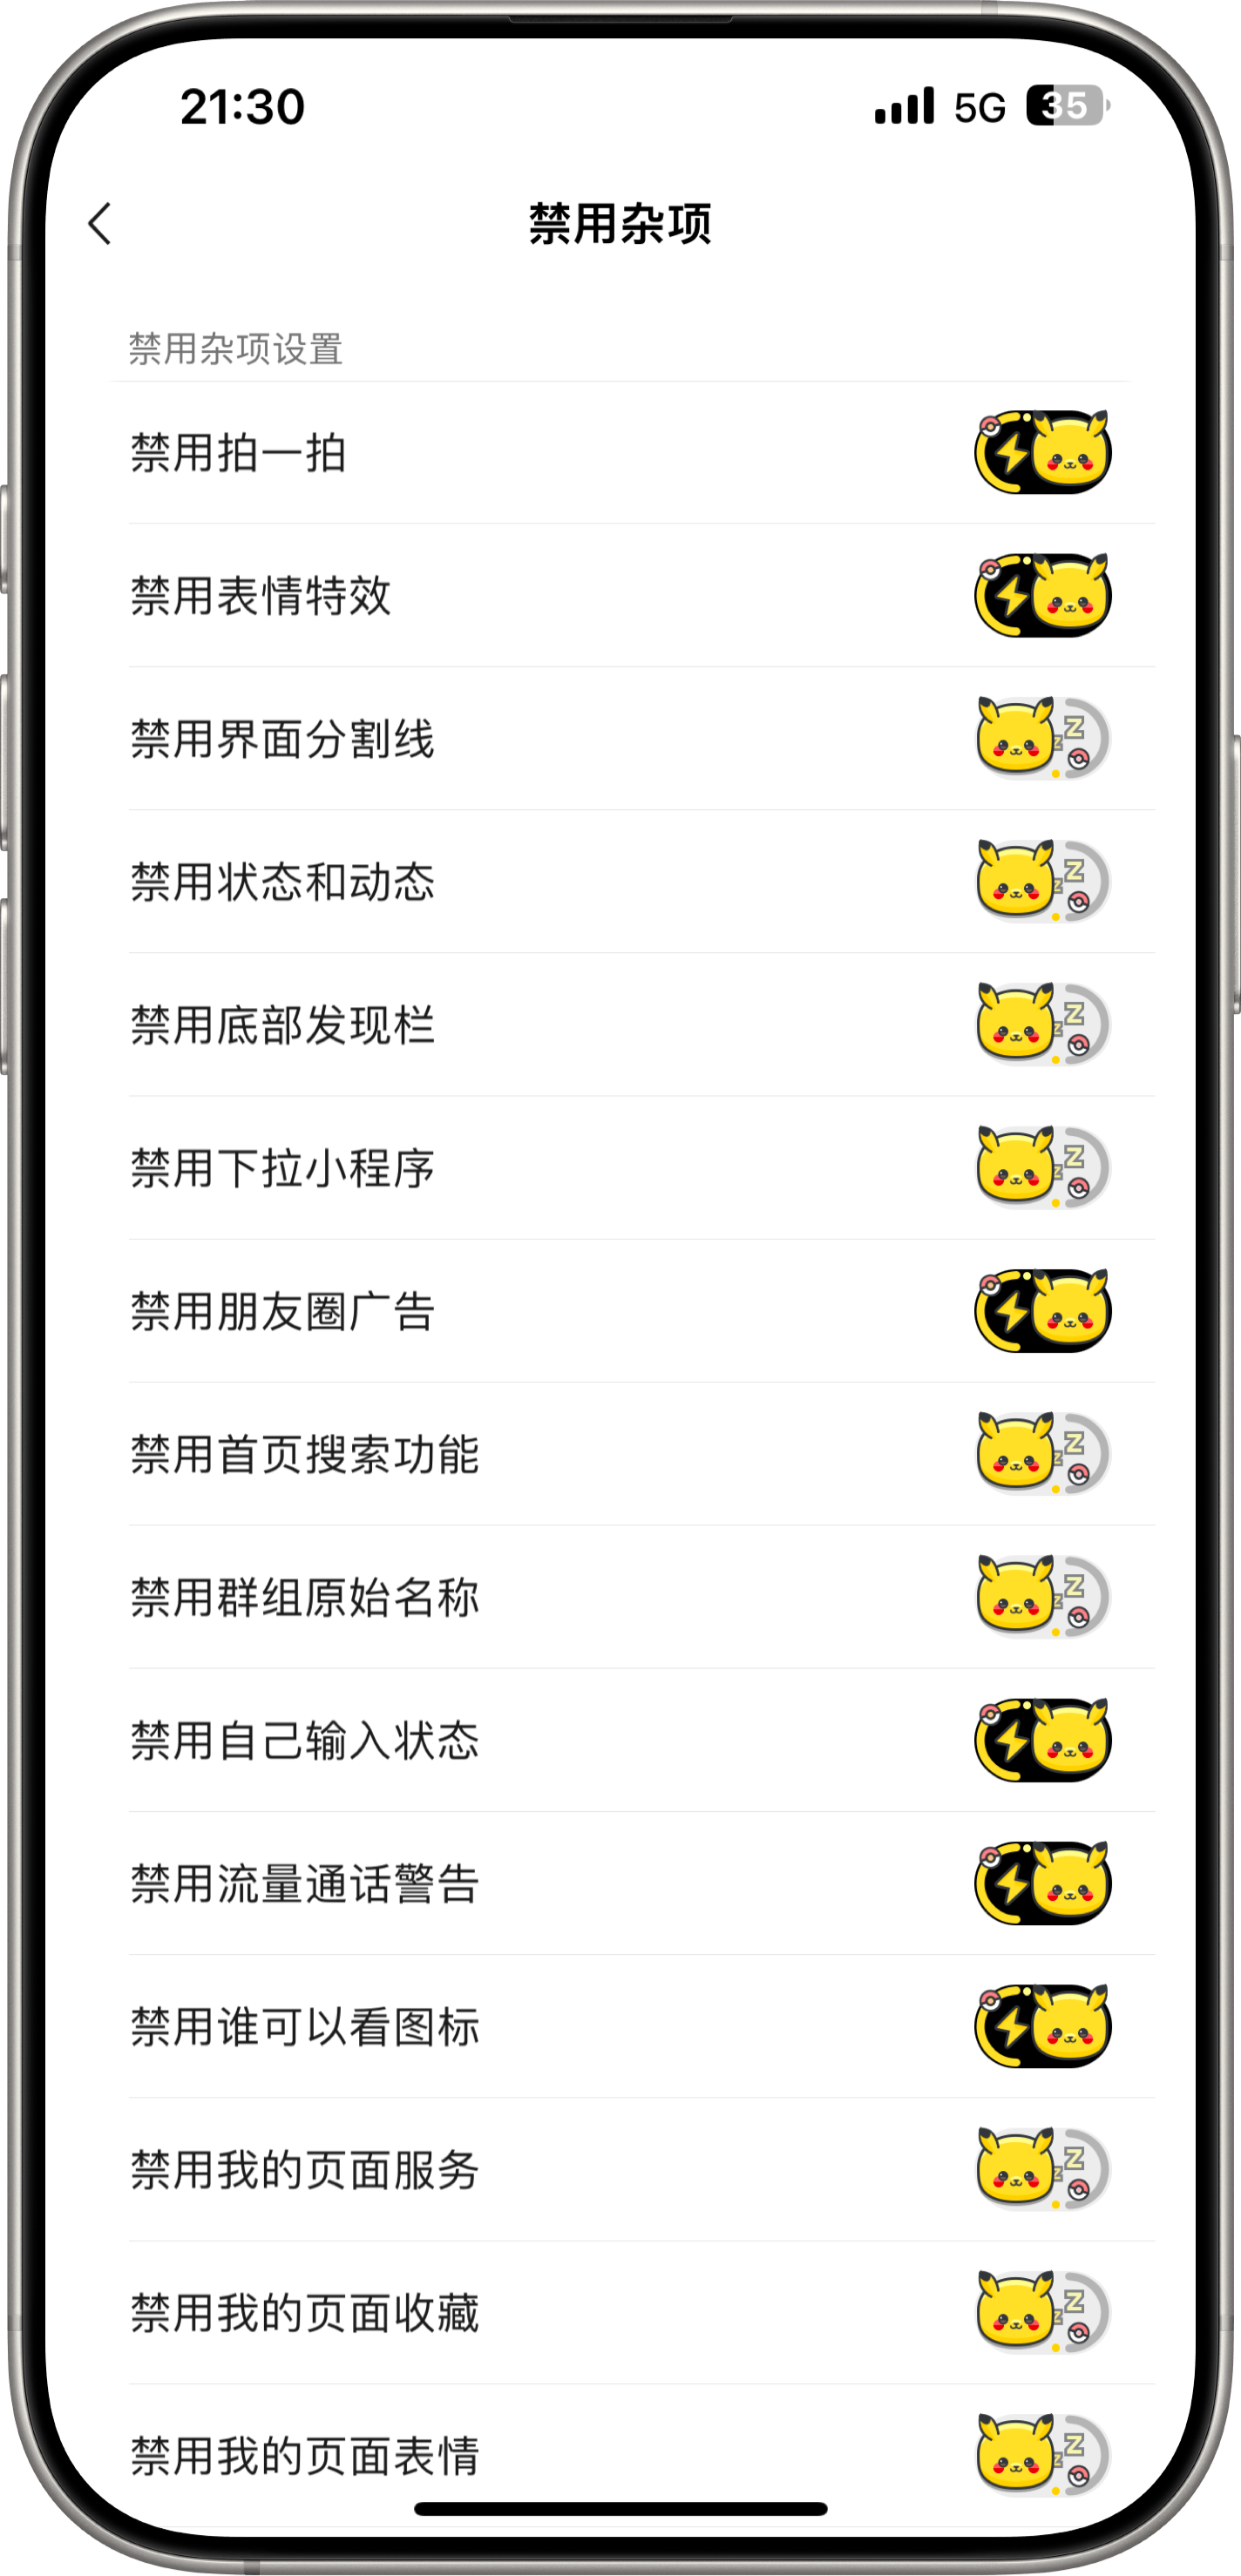 21:30
5G
35
禁用杂项
禁用杂项设置
禁用拍一拍
禁用表情特效
禁用界面分割线
禁用状态和动态
禁用底部发现栏
禁用下拉小程序
禁用朋友圈广告
禁用首页搜索功能
禁用群组原始名称
禁用自己输入状态
禁用流量通话警告
禁用谁可以看图标
禁用我的页面服务
禁用我的页面收藏
禁用我的页面表情